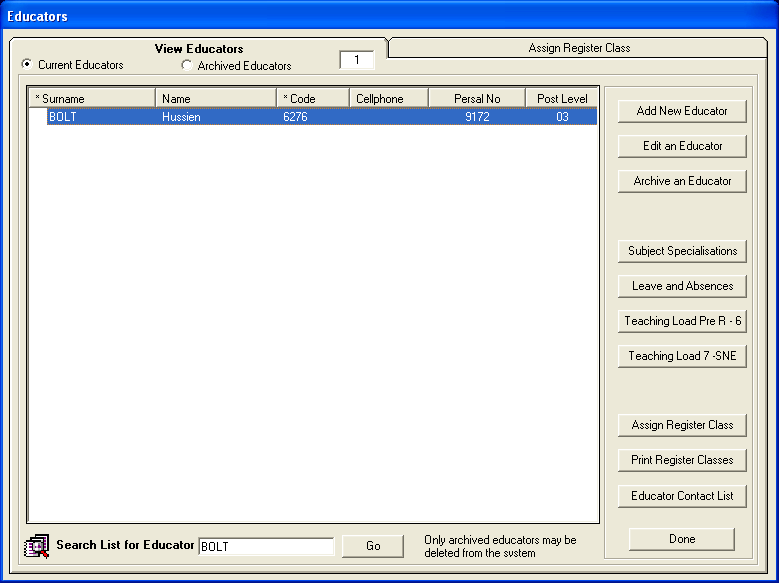 Educators
View Educators
Current Educators
Archived Educators
1
Assign Register Class
* Surname Name * Code Cellphone Persal No Post Level
BOLT Hussien 6276 9172 03
Add New Educator
Edit an Educator
Archive an Educator
Subject Specialisations
Leave and Absences
Teaching Load Pre R - 6
Teaching Load 7 -SNE
Assign Register Class
Print Register Classes
Educator Contact List
Done
Search List for Educator BOLT Go
Only archived educators may be
deleted from the system